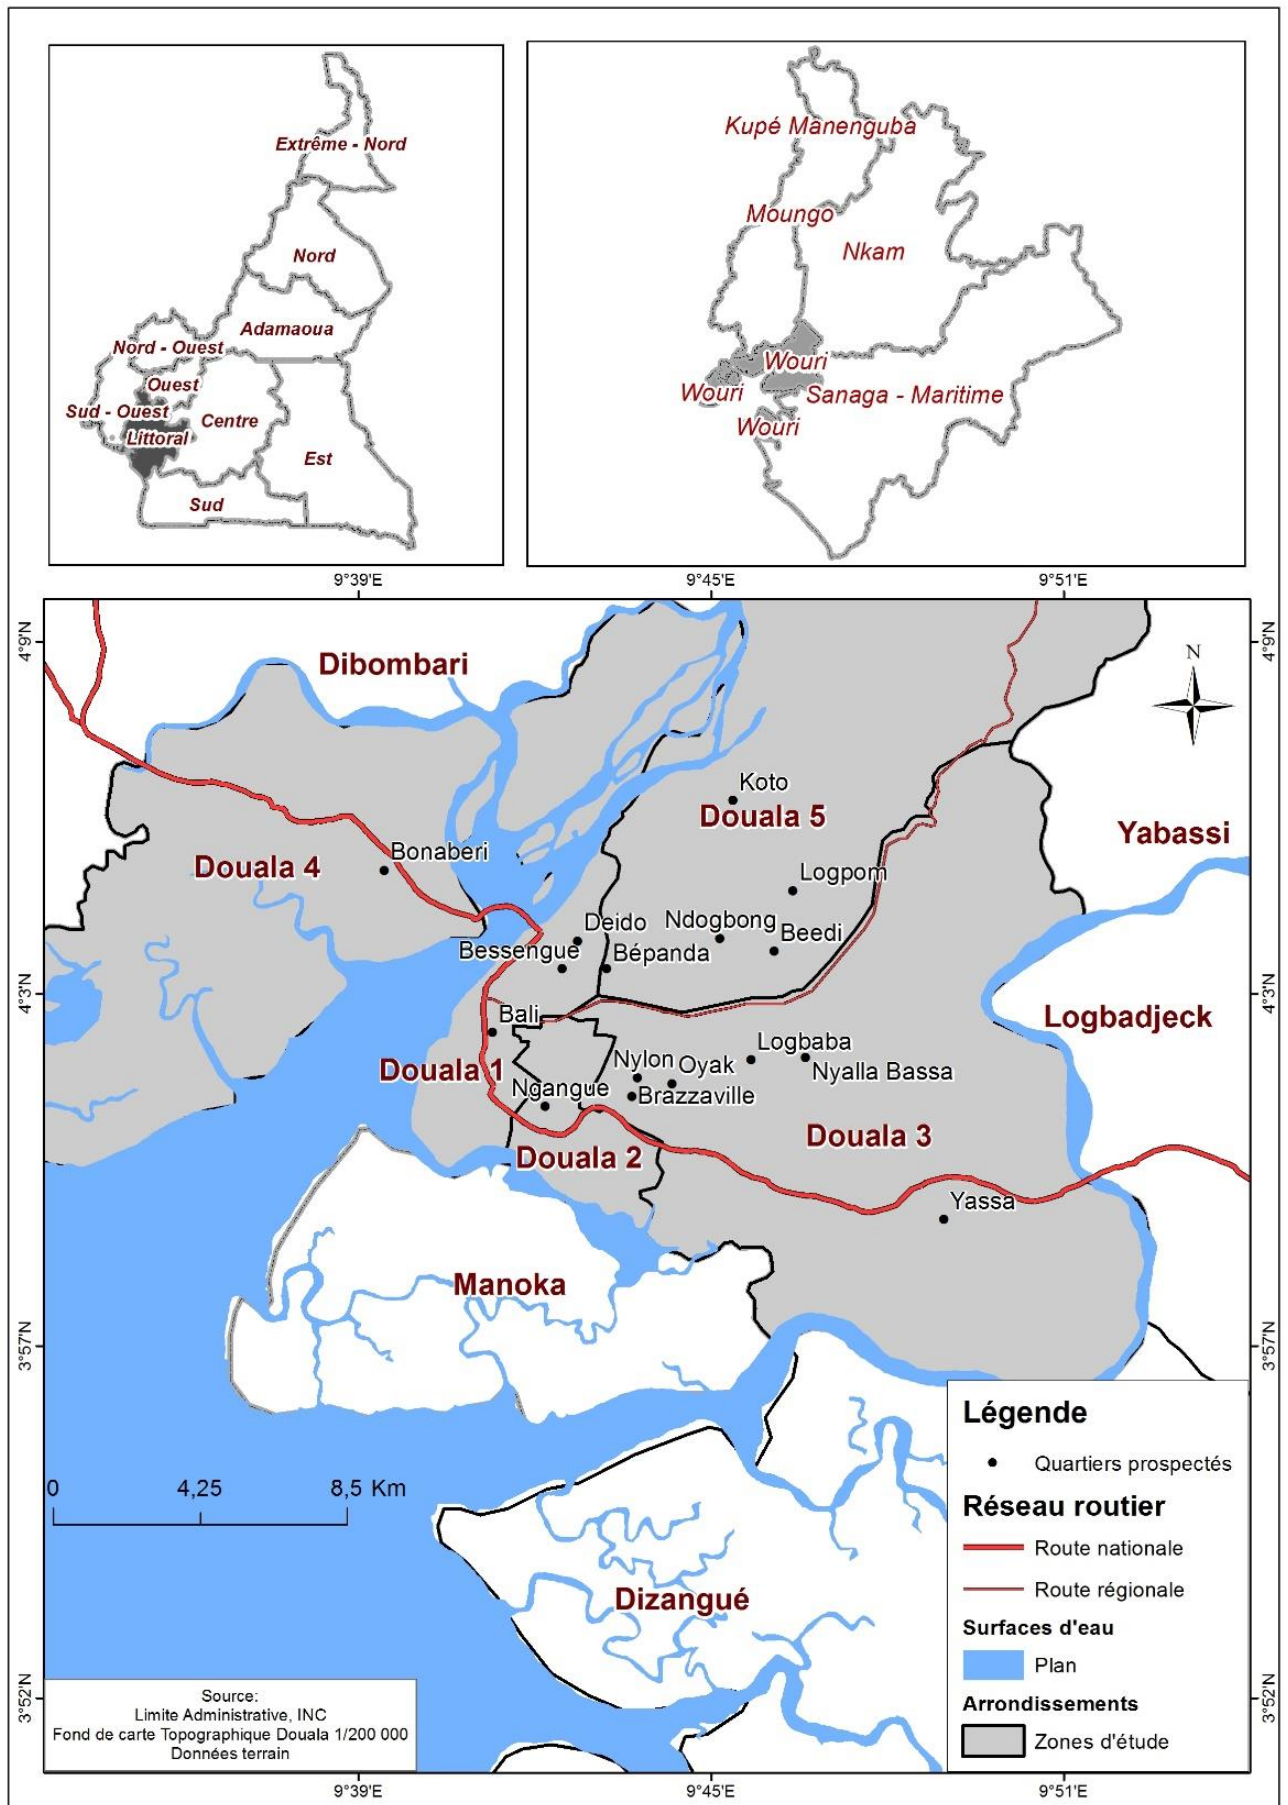 Extrême - Nord
Nord
Adamaoua
Nord - Ouest
Ouest
Sud - Ouest
Centre
Littoral
Est
Sud
Kupé Manenguba
Moungo
Nkam
Wouri
Wouri
Sanaga - Maritime
Wouri
9°39'E
9°45'E
9°51'E
4°9'N
4°9'N
Dibombari
N
Koto
Douala 5
Yabassi
Bonaberi
Douala 4
Logpom
Deido
Ndogbong
Beedi
Bessengue
Bépanda
4°3'N
4°3'N
Bali
Logbadjeck
Logbaba
Douala 1
Nylon
Oyak
Nyalla Bassa
Ngangue
Brazzaville
Douala 3
Douala 2
Yassa
Manoka
3°57'N
3°57'N
Légende
Quartiers prospectés
0
4,25
8,5 Km
Réseau routier
Route nationale
Route régionale
Dizangué
Surfaces d'eau
Plan
3°52'N
3°52'N
Arrondissements
Zones d'étude
Source:
Limite Administrative, INC
Fond de carte Topographique Douala 1/200 000
Données terrain
9°39'E
9°45'E
9°51'E